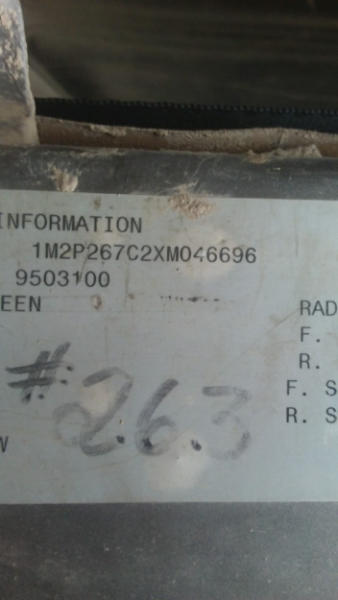 INFORMATION
1M2P267C2XM046696
9503100
EEN
RAD
F.
R.
F. S
R. S
#263
W